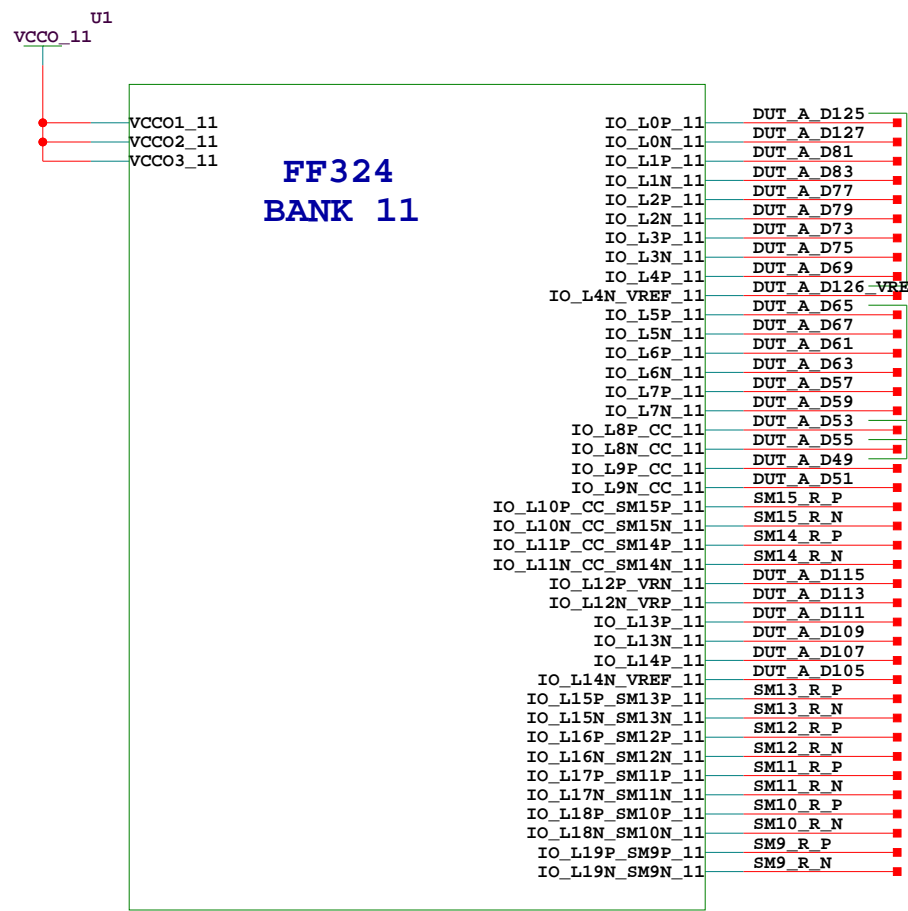 U1
VCCO_11
VCCO1_11
VCCO2_11
VCCO3_11
FF324
BANK 11
IO_L0P_11 DUT_A_D125
IO_L0N_11 DUT_A_D127
IO_L1P_11 DUT_A_D81
IO_L1N_11 DUT_A_D83
IO_L2P_11 DUT_A_D77
IO_L2N_11 DUT_A_D79
IO_L3P_11 DUT_A_D73
IO_L3N_11 DUT_A_D75
IO_L4P_11 DUT_A_D69
IO_L4N_VREF_11 DUT_A_D126_VRE
IO_L5P_11 DUT_A_D65
IO_L5N_11 DUT_A_D67
IO_L6P_11 DUT_A_D61
IO_L6N_11 DUT_A_D63
IO_L7P_11 DUT_A_D57
IO_L7N_11 DUT_A_D59
IO_L8P_CC_11 DUT_A_D53
IO_L8N_CC_11 DUT_A_D55
IO_L9P_CC_11 DUT_A_D49
IO_L9N_CC_11 DUT_A_D51
IO_L10P_CC_SM15P_11 SM15_R_P
IO_L10N_CC_SM15N_11 SM15_R_N
IO_L11P_CC_SM14P_11 SM14_R_P
IO_L11N_CC_SM14N_11 SM14_R_N
IO_L12P_VRN_11 DUT_A_D115
IO_L12N_VRP_11 DUT_A_D113
IO_L13P_11 DUT_A_D111
IO_L13N_11 DUT_A_D109
IO_L14P_11 DUT_A_D107
IO_L14N_VREF_11 DUT_A_D105
IO_L15P_SM13P_11 SM13_R_P
IO_L15N_SM13N_11 SM13_R_N
IO_L16P_SM12P_11 SM12_R_P
IO_L16N_SM12N_11 SM12_R_N
IO_L17P_SM11P_11 SM11_R_P
IO_L17N_SM11N_11 SM11_R_N
IO_L18P_SM10P_11 SM10_R_P
IO_L18N_SM10N_11 SM10_R_N
IO_L19P_SM9P_11 SM9_R_P
IO_L19N_SM9N_11 SM9_R_N